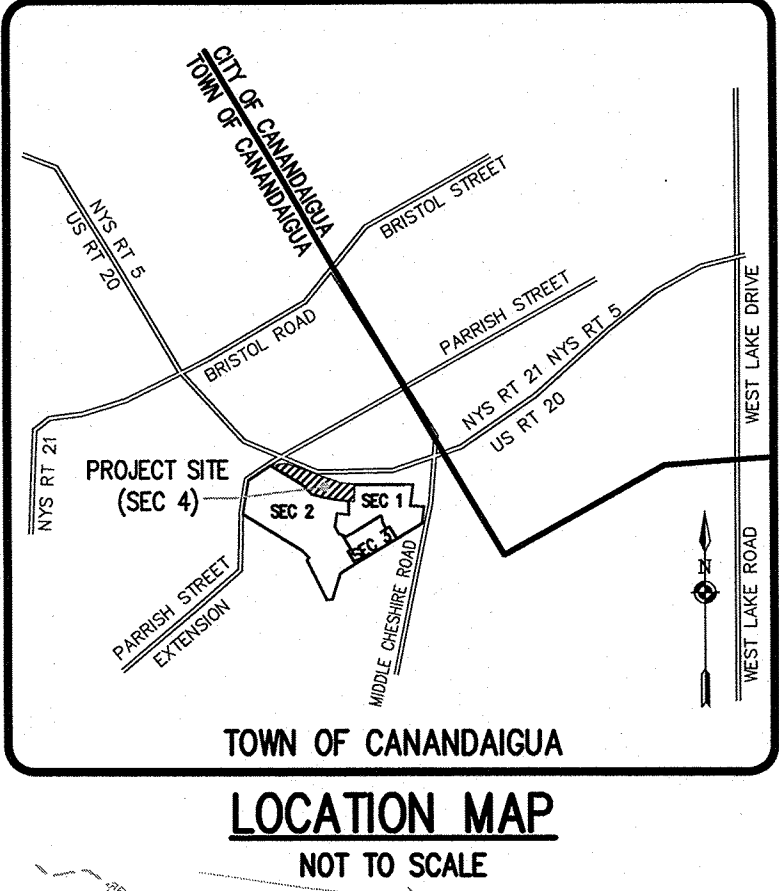 CITY OF CANANDAIGUA
TOWN OF CANANDAIGUA
NYS RT 5
US RT 20
BRISTOL STREET
BRISTOL ROAD
PARRISH STREET
NYS RT 21 NYS RT 5
US RT 20
WEST LAKE DRIVE
NYS RT 21
PROJECT SITE
(SEC 4)
SEC 1
SEC 2
SEC 3
PARRISH STREET
EXTENSION
MIDDLE CHESHIRE ROAD
N
WEST LAKE ROAD
TOWN OF CANANDAIGUA
LOCATION MAP
NOT TO SCALE